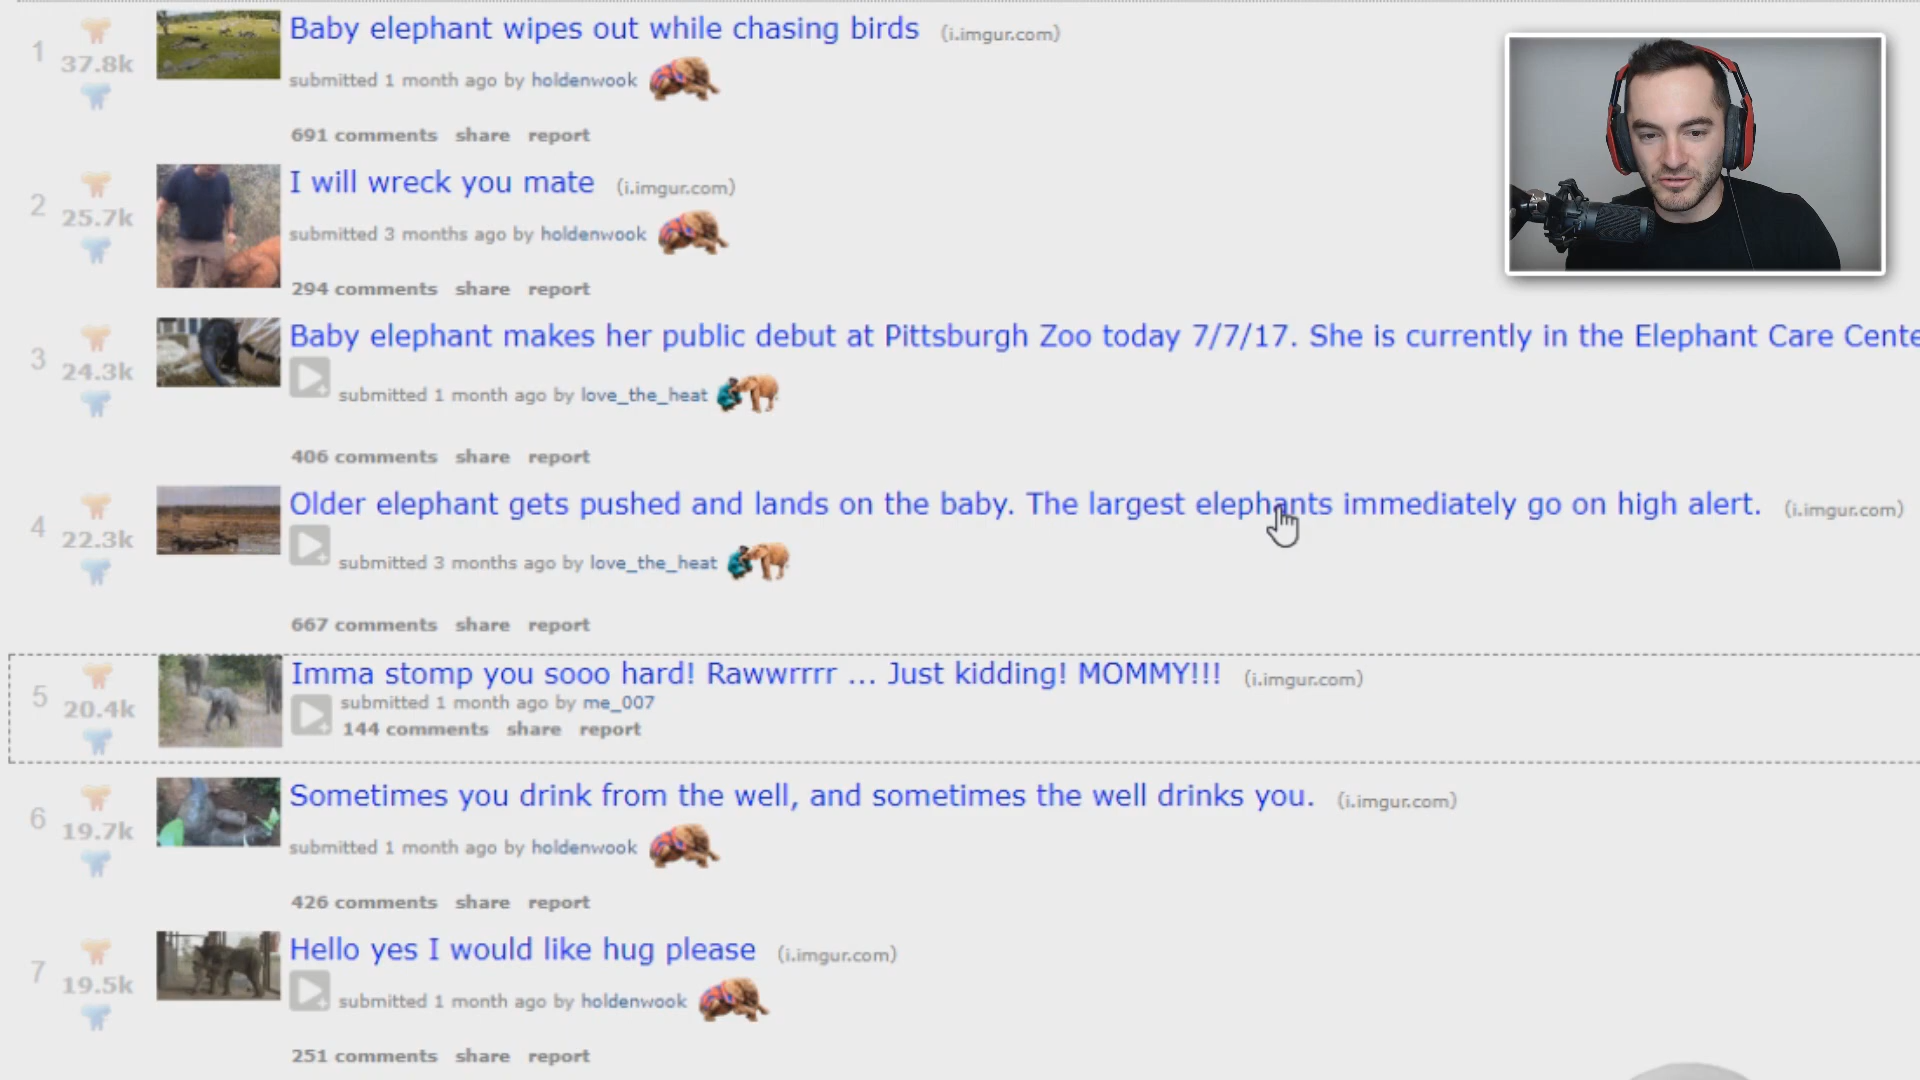 1
37.8k
Baby elephant wipes out while chasing birds (i.imgur.com)
submitted 1 month ago by holdenwook
691 comments share report
2
25.7k
I will wreck you mate (i.imgur.com)
submitted 3 months ago by holdenwook
294 comments share report
3
24.3k
Baby elephant makes her public debut at Pittsburgh Zoo today 7/7/17. She is currently in the Elephant Care Cente
submitted 1 month ago by love_the_heat
406 comments share report
4
22.3k
Older elephant gets pushed and lands on the baby. The largest elephants immediately go on high alert. (i.imgur.com)
submitted 3 months ago by love_the_heat
667 comments share report
5
20.4k
Imma stomp you sooo hard! Rawwrrrr ... Just kidding! MOMMY!!! (i.imgur.com)
submitted 1 month ago by me_007
144 comments share report
6
19.7k
Sometimes you drink from the well, and sometimes the well drinks you. (i.imgur.com)
submitted 1 month ago by holdenwook
426 comments share report
7
19.5k
Hello yes I would like hug please (i.imgur.com)
submitted 1 month ago by holdenwook
251 comments share report